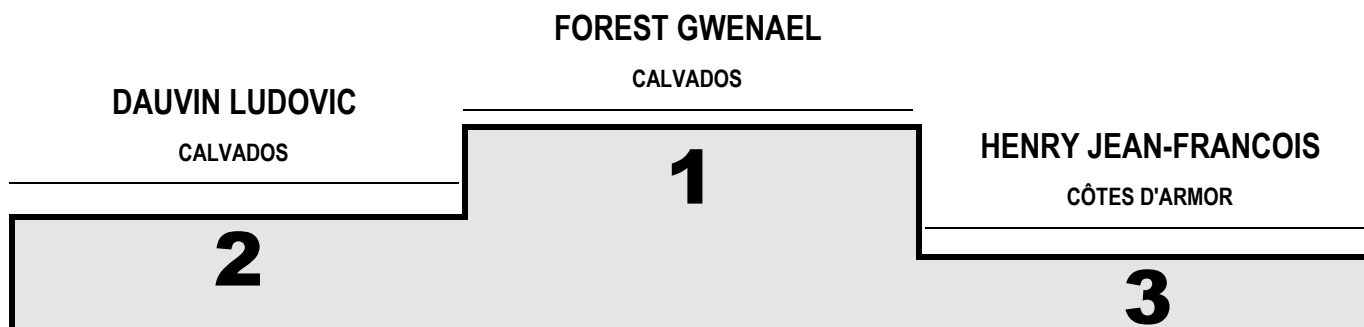 FOREST GWENAEL
CALVADOS
DAUVIN LUDOVIC
CALVADOS
HENRY JEAN-FRANCOIS
CÔTES D'ARMOR
1
2
3